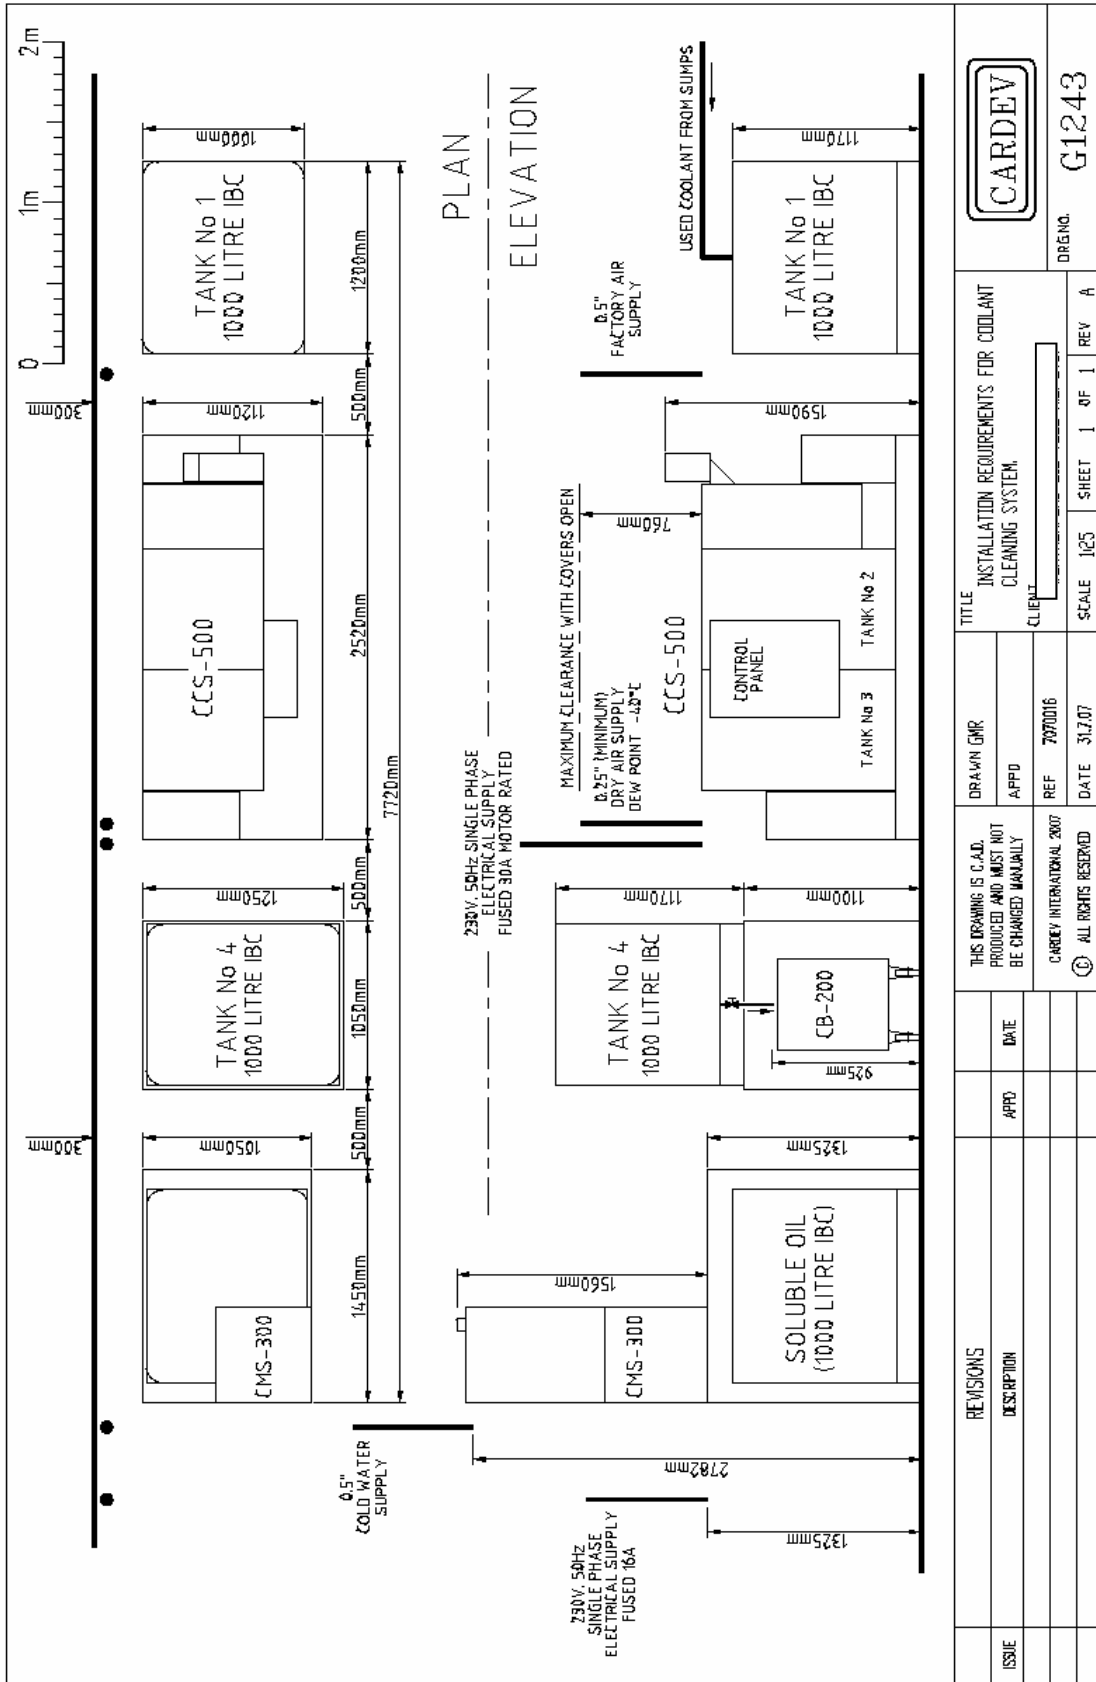 0
1m
2m
300mm
300mm
CMS-300
1050mm
1450mm
500mm
TANK No 4
1000 LITRE IBC
1250mm
1050mm
500mm
CCS-500
1120mm
2520mm
500mm
TANK No 1
1000 LITRE IBC
1000mm
1200mm
7720mm
PLAN
ELEVATION
0.5"
COLD WATER
SUPPLY
230V, 50Hz
SINGLE PHASE
ELECTRICAL SUPPLY
FUSED 16A
2782mm
1325mm
1560mm
CMS-300
SOLUBLE OIL
(1000 LITRE IBC)
1325mm
TANK No 4
1000 LITRE IBC
1170mm
1100mm
CB-200
925mm
230V, 50Hz SINGLE PHASE
ELECTRICAL SUPPLY
FUSED 30A MOTOR RATED
MAXIMUM CLEARANCE WITH COVERS OPEN
760mm
0.25" (MINIMUM)
DRY AIR SUPPLY
DEW POINT -40°C
CCS-500
CONTROL
PANEL
TANK No 3
TANK No 2
1590mm
0.5"
FACTORY AIR
SUPPLY
USED COOLANT FROM SUMPS
TANK No 1
1000 LITRE IBC
1170mm
REVISIONS
ISSUE
DESCRIPTION
APPD
DATE
THIS DRAWING IS C.A.D.
PRODUCED AND MUST NOT
BE CHANGED MANUALLY
CARDEV INTERNATIONAL 2007
© ALL RIGHTS RESERVED
DRAWN GMR
APPD
REF 7070016
DATE 31.7.07
TITLE
INSTALLATION REQUIREMENTS FOR COOLANT
CLEANING SYSTEM.
CLIENT
SCALE 1:25
SHEET 1 OF 1
REV A
CARDEV
DRG.NO.
G1243